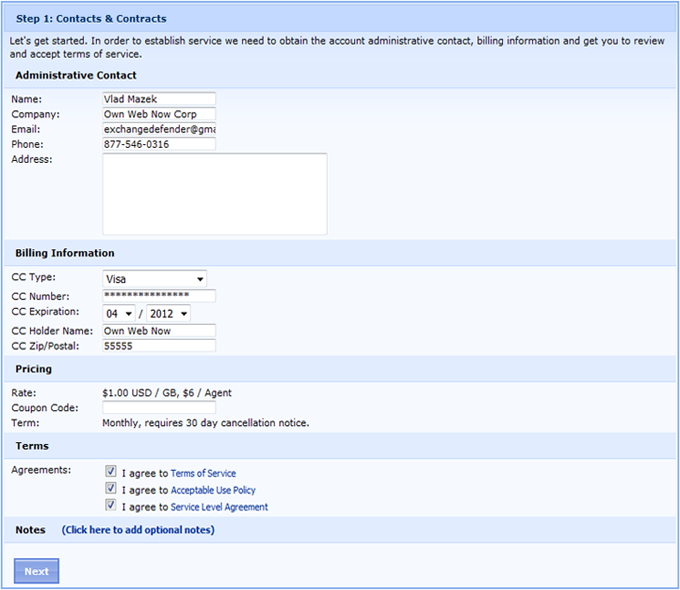 Step 1: Contacts & Contracts
Let's get started. In order to establish service we need to obtain the account administrative contact, billing information and get you to review
and accept terms of service.
Administrative Contact
Name: Vlad Mazek
Company: Own Web Now Corp
Email: exchangedefender@gma
Phone: 877-546-0316
Address:
Billing Information
CC Type: Visa
CC Number: ***************
CC Expiration: 04 / 2012
CC Holder Name: Own Web Now
CC Zip/Postal: 55555
Pricing
Rate: $1.00 USD / GB, $6 / Agent
Coupon Code:
Term: Monthly, requires 30 day cancellation notice.
Terms
Agreements: I agree to Terms of Service
I agree to Acceptable Use Policy
I agree to Service Level Agreement
Notes (Click here to add optional notes)
Next